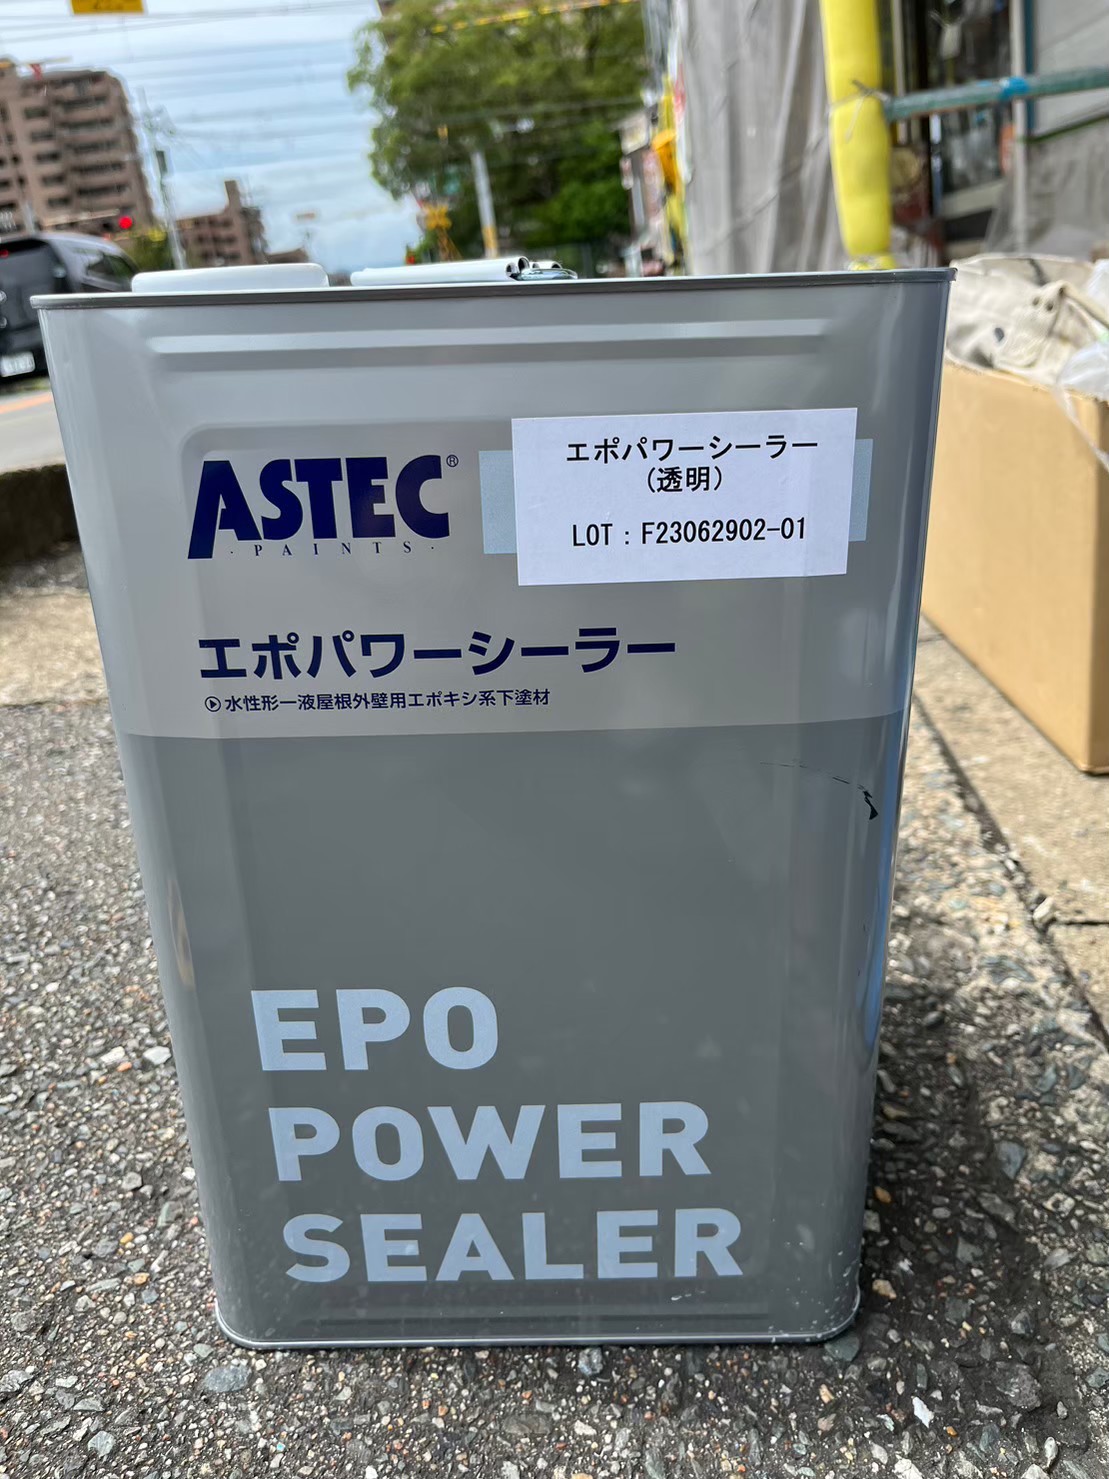 ASTEC®
・PAINTS・
エポパワーシーラー
(透明)
LOT : F23062902-01
エポパワーシーラー
水性形一液屋根外壁用エポキシ系下塗材
EPO
POWER
SEALER